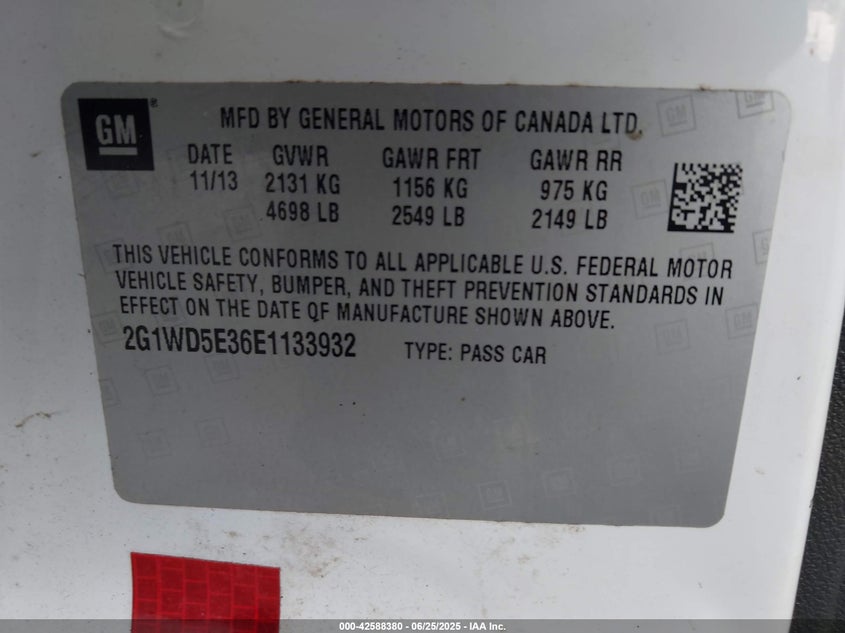 GM ®
MFD BY GENERAL MOTORS OF CANADA LTD.
DATE GVWR GAWR FRT GAWR RR
11/13 2131 KG 1156 KG 975 KG
4698 LB 2549 LB 2149 LB
THIS VEHICLE CONFORMS TO ALL APPLICABLE U.S. FEDERAL MOTOR
VEHICLE SAFETY, BUMPER, AND THEFT PREVENTION STANDARDS IN
EFFECT ON THE DATE OF MANUFACTURE SHOWN ABOVE.
2G1WD5E36E1133932 TYPE: PASS CAR
000-42588380 - 06/25/2025 - IAA Inc.